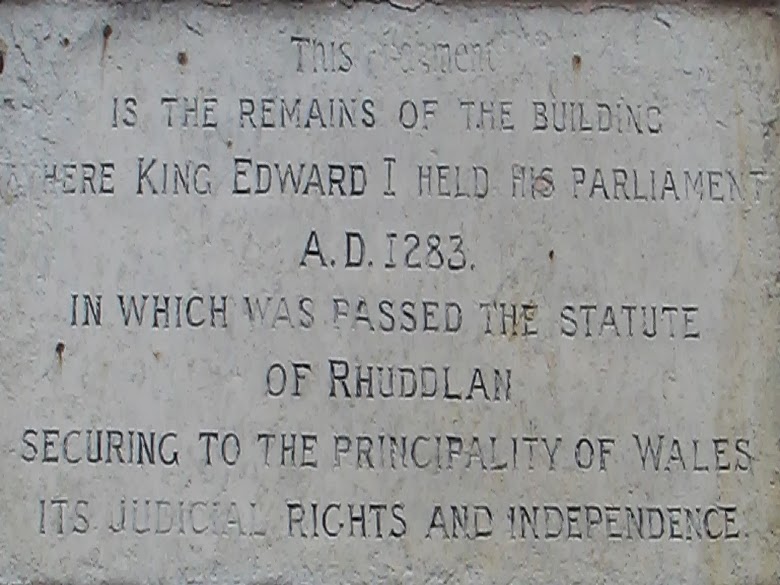 This
IS THE REMAINS OF THE BUILDING
WHERE KING EDWARD I HELD HIS PARLIAMENT
A.D. 1283.
IN WHICH WAS PASSED THE STATUTE
OF RHUDDLAN
SECURING TO THE PRINCIPALITY OF WALES
ITS JUDICIAL RIGHTS AND INDEPENDENCE.